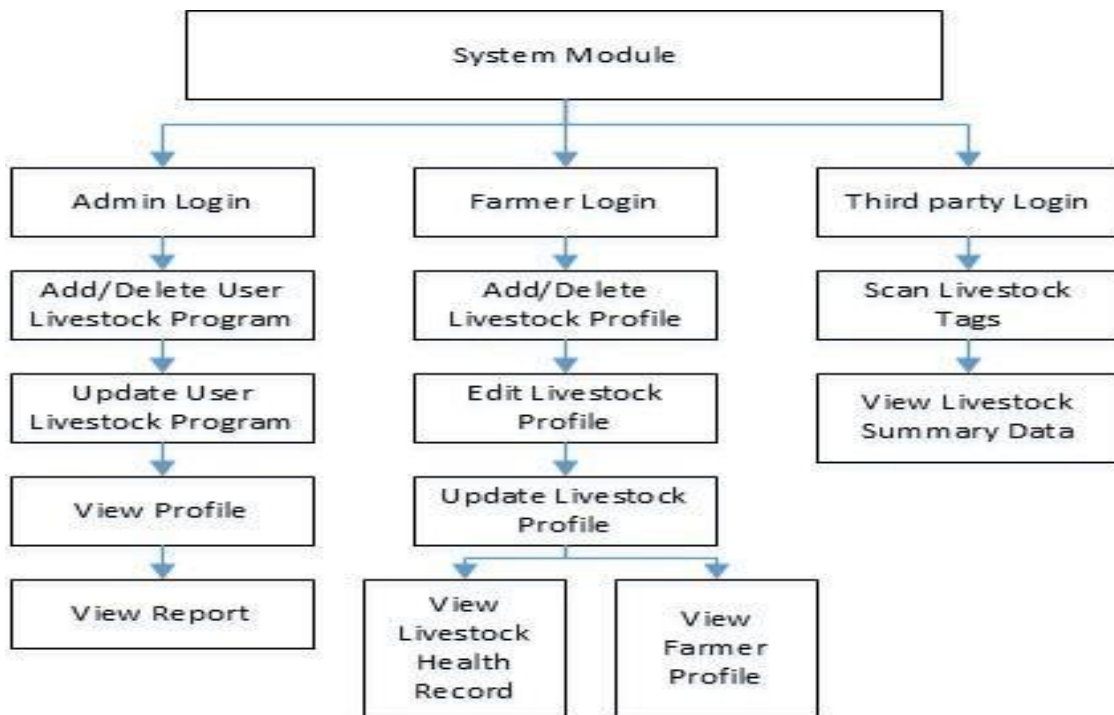 System Module
Admin Login
Farmer Login
Third party Login
Add/Delete User
Livestock Program
Add/Delete
Livestock Profile
Scan Livestock
Tags
Update User
Livestock Program
Edit Livestock
Profile
View Livestock
Summary Data
View Profile
Update Livestock
Profile
View Report
View
Livestock
Health
Record
View
Farmer
Profile